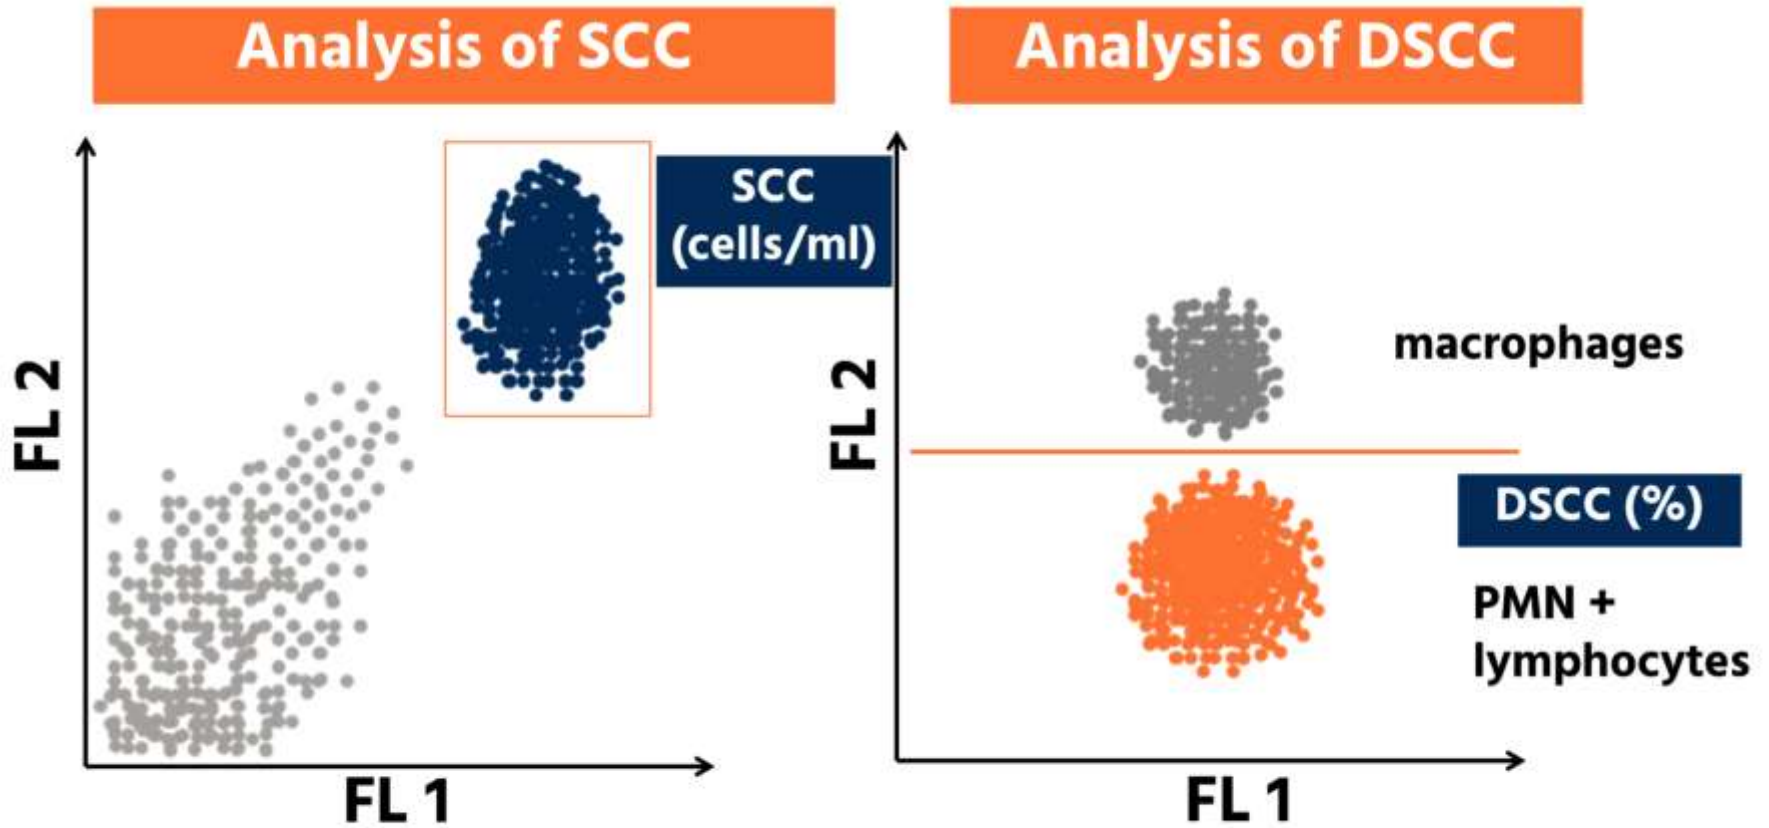 Analysis of SCC
SCC
(cells/ml)
FL 2
FL 1
Analysis of DSCC
macrophages
DSCC (%)
PMN +
lymphocytes
FL 2
FL 1